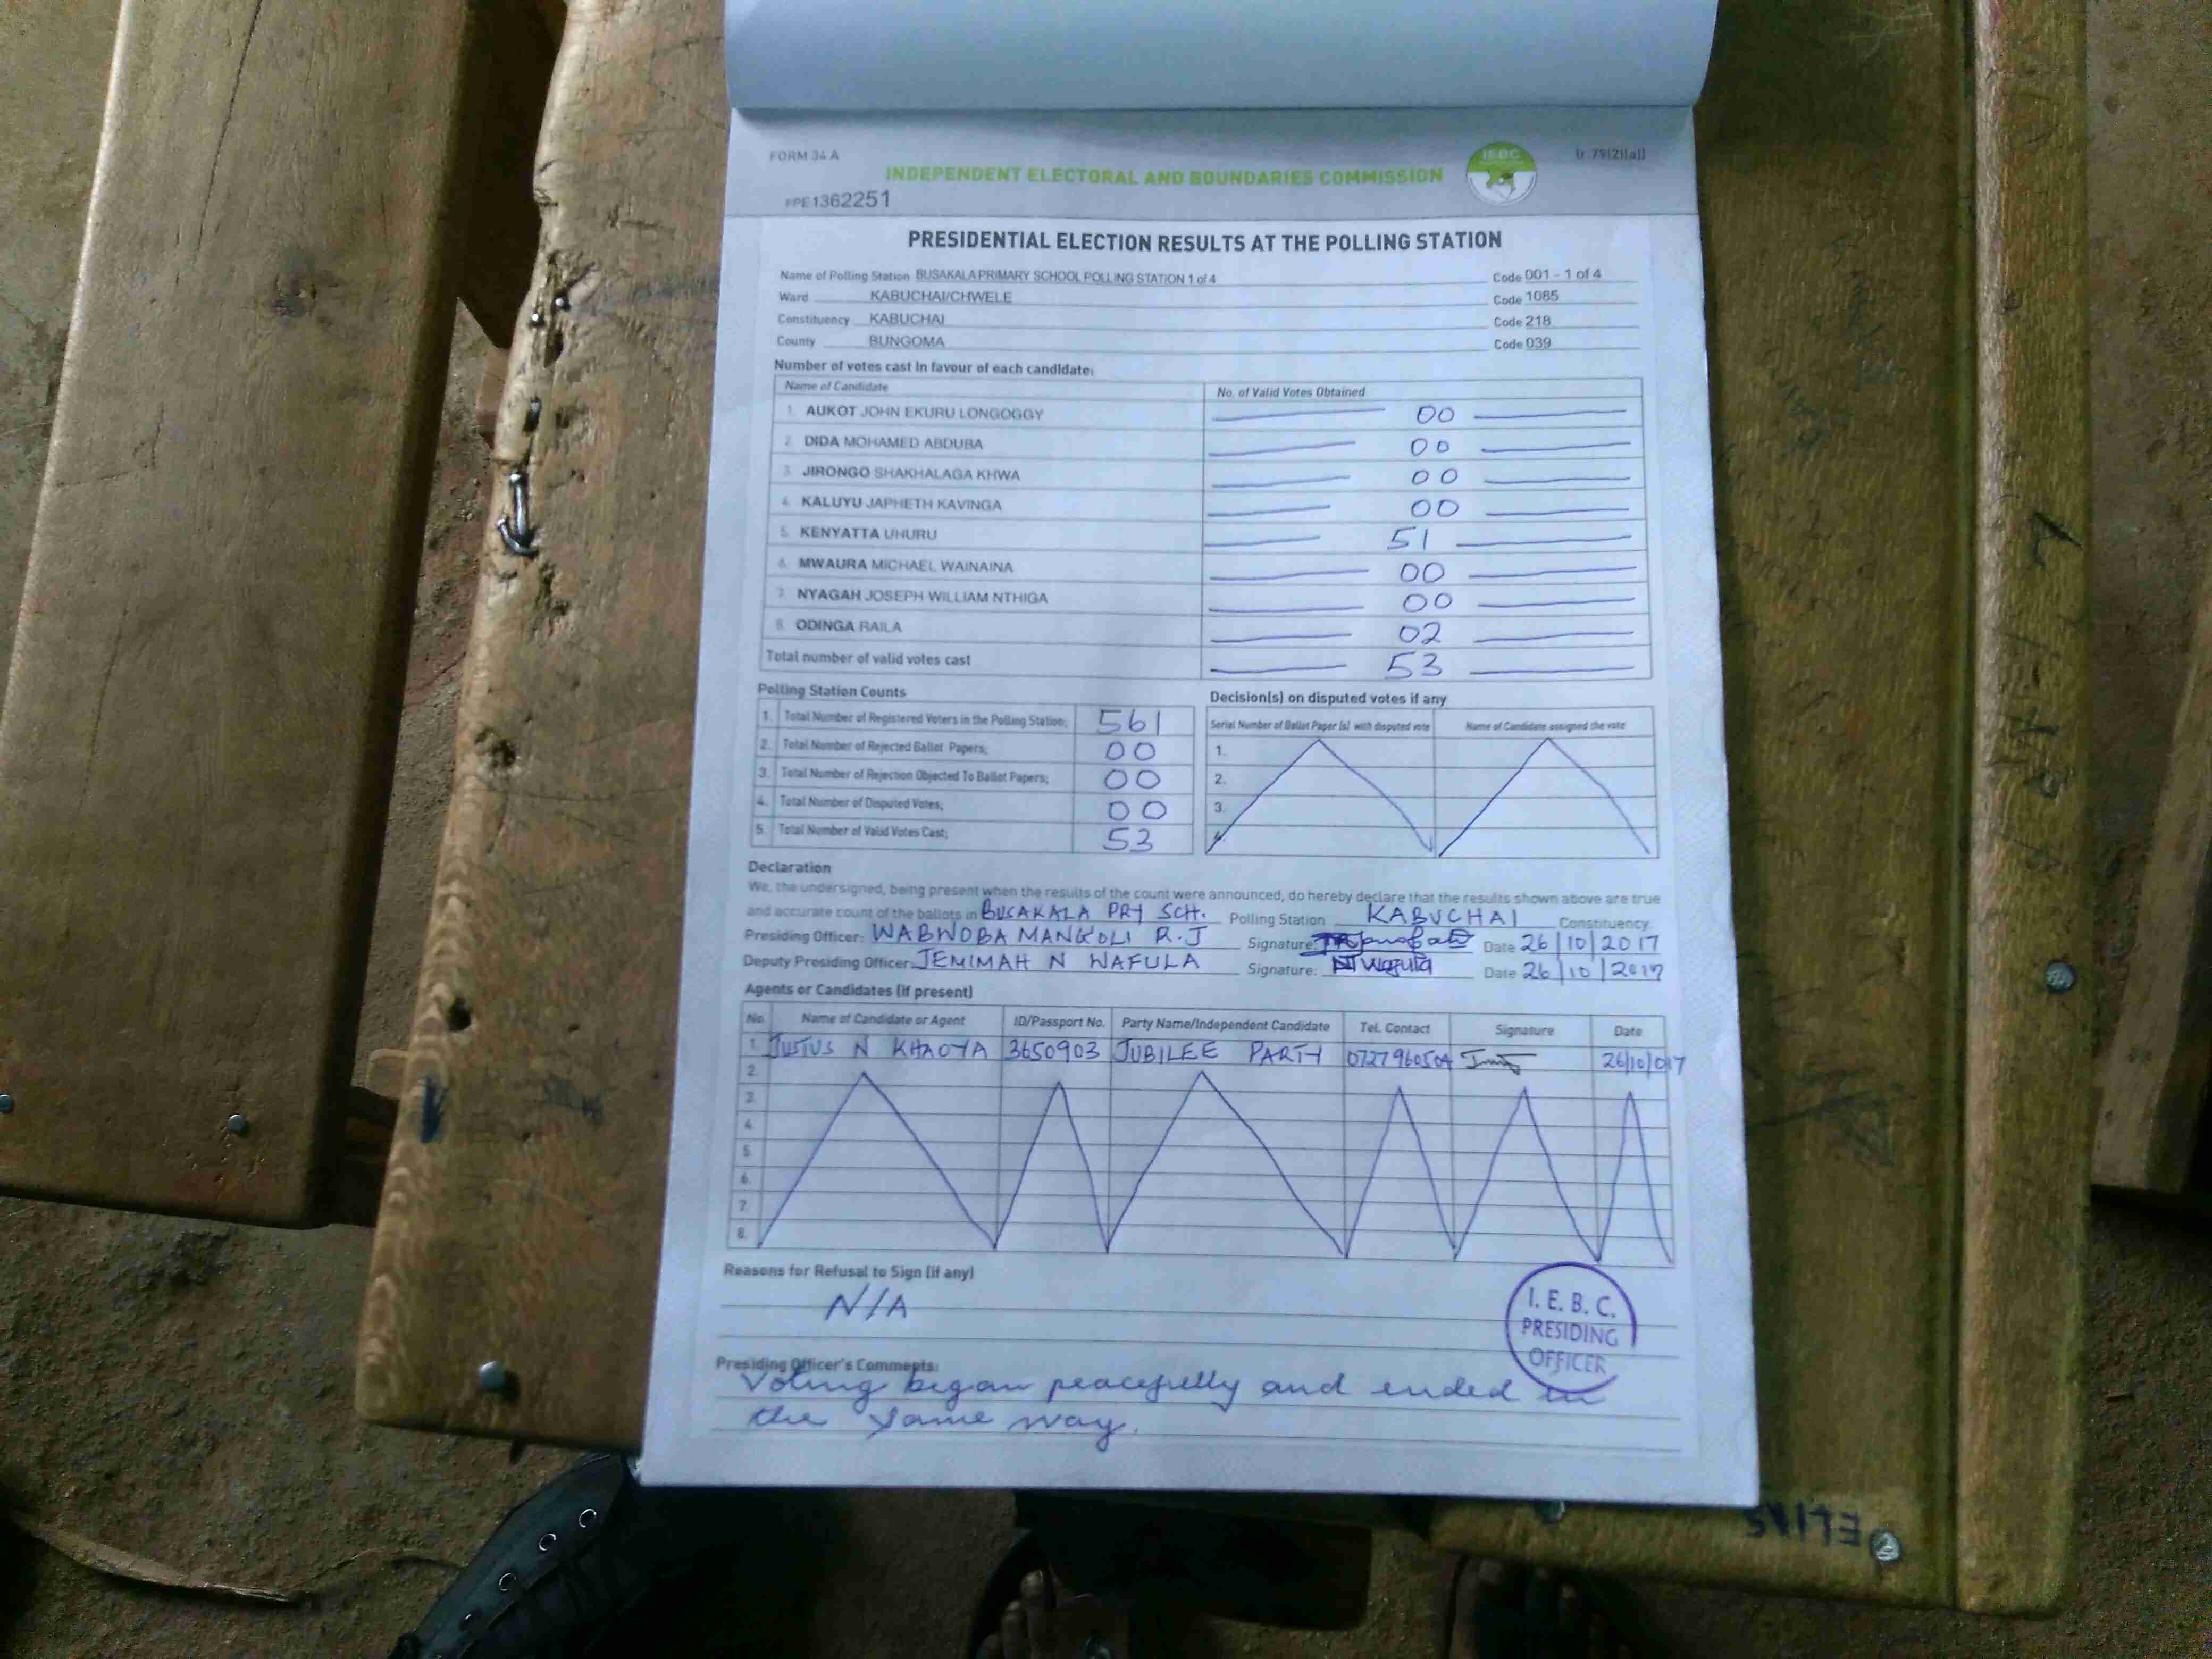 FORM 34 A
(r. 79(2)(a))
INDEPENDENT ELECTORAL AND BOUNDARIES COMMISSION
IEBC
FPE1362251
PRESIDENTIAL ELECTION RESULTS AT THE POLLING STATION
Name of Polling Station BUSAKALA PRIMARY SCHOOL POLLING STATION 1 of 4 Code 001 - 1 of 4
Ward KABUCHAI/CHWELE Code 1085
Constituency KABUCHAI Code 218
County BUNGOMA Code 039
Number of votes cast in favour of each candidate:
Name of Candidate No. of Valid Votes Obtained
1. AUKOT JOHN EKURU LONGOGGY 00
2. DIDA MOHAMED ABDUBA 00
3. JIRONGO SHAKHALAGA KHWA 00
4. KALUYU JAPHETH KAVINGA 00
5. KENYATTA UHURU 51
6. MWAURA MICHAEL WAINAINA 00
7. NYAGAH JOSEPH WILLIAM NTHIGA 00
8. ODINGA RAILA 02
Total number of valid votes cast 53
Polling Station Counts
1. Total Number of Registered Voters in the Polling Station; 561
2. Total Number of Rejected Ballot Papers; 00
3. Total Number of Rejection Objected To Ballot Papers; 00
4. Total Number of Disputed Votes; 00
5. Total Number of Valid Votes Cast; 53
Decision(s) on disputed votes if any
Serial Number of Ballot Paper (s) with disputed vote Name of Candidate assigned the vote
1.
2.
3.
4.
Declaration
We, the undersigned, being present when the results of the count were announced, do hereby declare that the results shown above are true
and accurate count of the ballots in BUSAKALA PRY SCH. Polling Station KABUCHAI Constituency
Presiding Officer: WABWOBA MANG'OLI R.J Signature: Date 26/10/2017
Deputy Presiding Officer: JEMIMAH N WAFULA Signature: NWafula Date 26/10/2017
Agents or Candidates (if present)
No. Name of Candidate or Agent ID/Passport No. Party Name/Independent Candidate Tel. Contact Signature Date
1. JUSTUS N KHAOYA 3650903 JUBILEE PARTY 0727960504 26/10/017
2.
3.
4.
5.
6.
7.
8.
Reasons for Refusal to Sign (if any)
N/A
I. E. B. C.
PRESIDING
OFFICER
Presiding Officer's Comments:
Voting began peacefully and ended in
the same way.
ELIAS